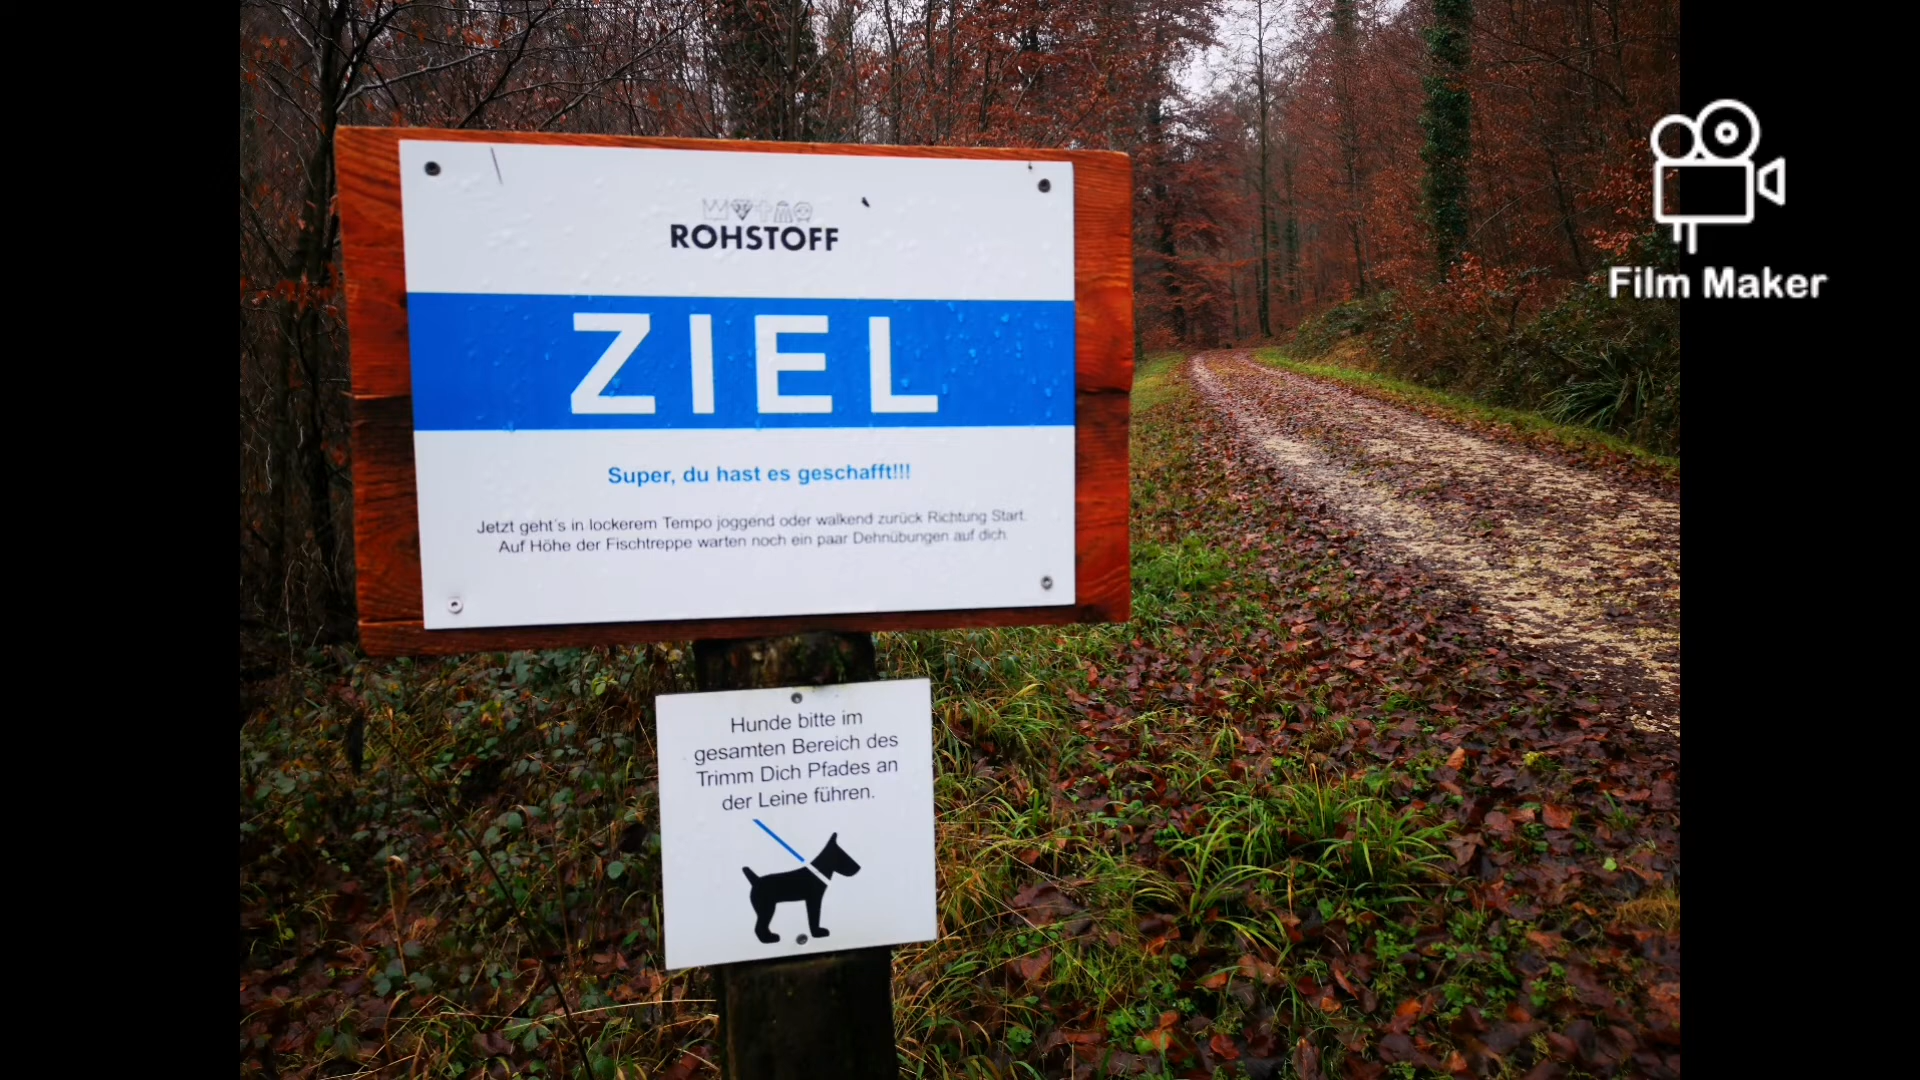 ROHSTOFF
ZIEL
Super, du hast es geschafft!!!
Jetzt geht´s in lockerem Tempo joggend oder walkend zurück Richtung Start.
Auf Höhe der Fischtreppe warten noch ein paar Dehnübungen auf dich.
Hunde bitte im
gesamten Bereich des
Trimm Dich Pfades an
der Leine führen.
Film Maker